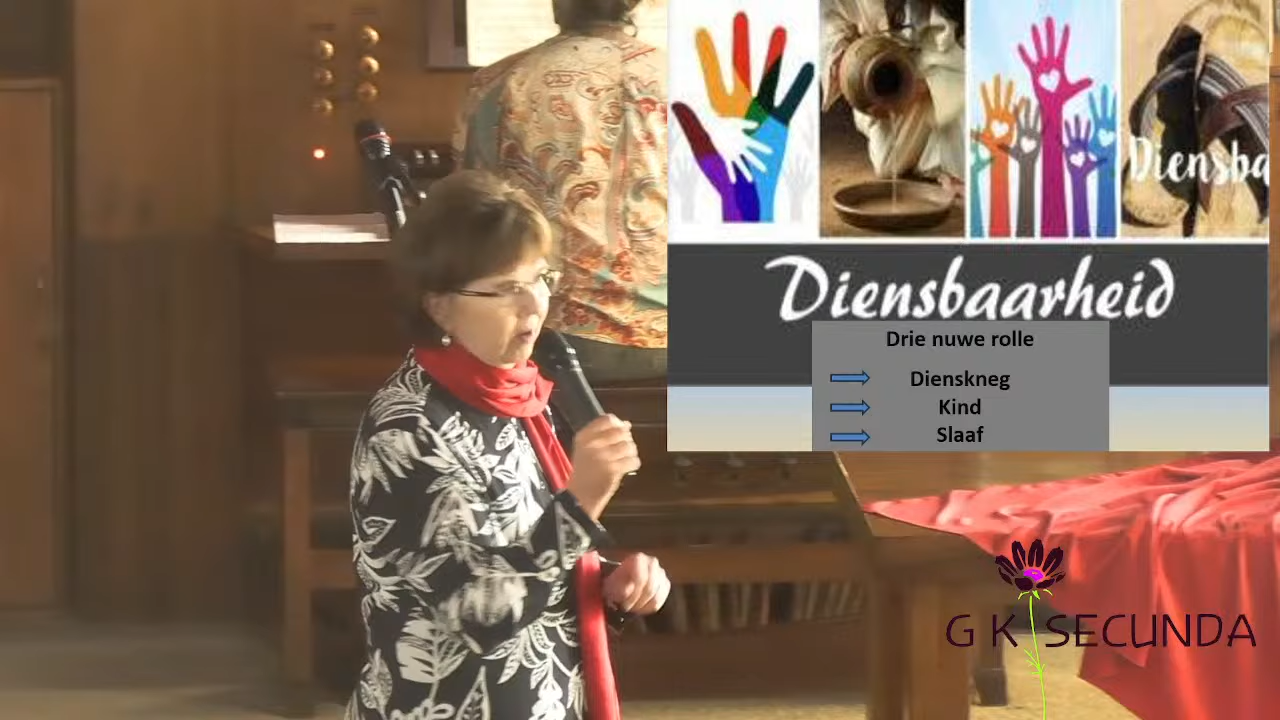 Diensba
Diensbaarheid
Drie nuwe rolle
Dienskneg
Kind
Slaaf
G K SECUNDA